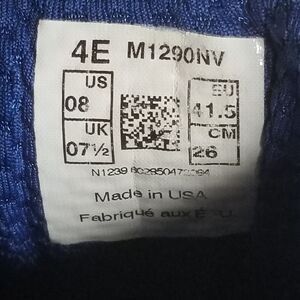 4E M1290NV
US
08
UK
07½
EU
41.5
CM
26
Made in USA
Fabriqué aux É.-U.